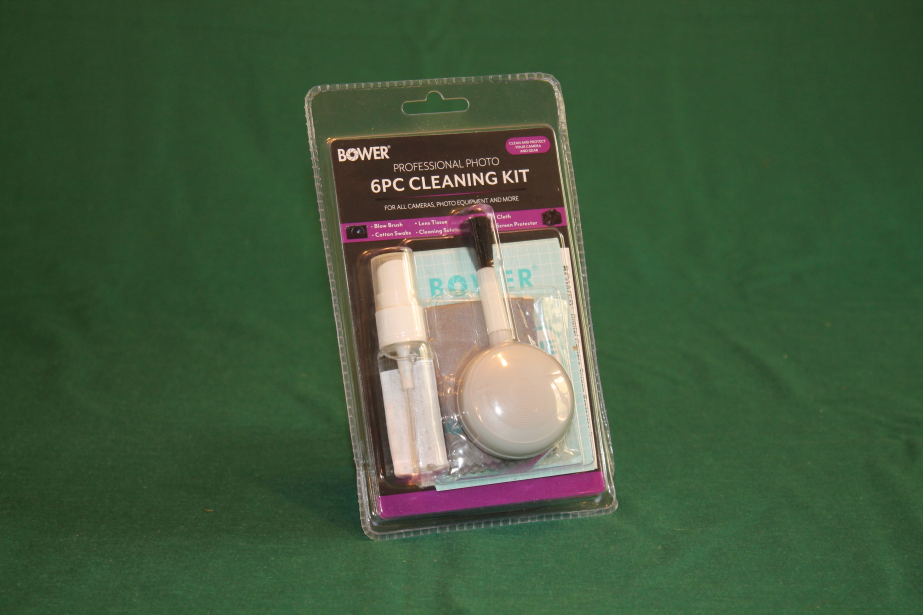 BOWER®
CLEAN AND PROTECT
YOUR CAMERA
AND GEAR
PROFESSIONAL PHOTO
6PC CLEANING KIT
FOR ALL CAMERAS, PHOTO EQUIPMENT AND MORE
• Blow Brush • Lens Tissue Cloth
• Cotton Swabs • Cleaning Screen Protector
BOWER®